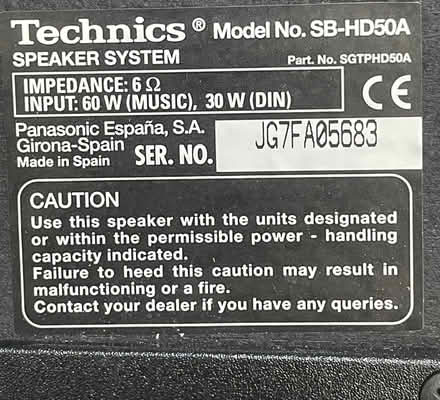 Technics® Model No. SB-HD50A
SPEAKER SYSTEM Part. No. SGTPHD50A
IMPEDANCE: 6 Ω
INPUT: 60 W (MUSIC), 30 W (DIN)
CE
Panasonic España, S.A.
Girona-Spain
Made in Spain SER. NO. JG7FA05683
CAUTION
Use this speaker with the units designated
or within the permissible power - handling
capacity indicated.
Failure to heed this caution may result in
malfunctioning or a fire.
Contact your dealer if you have any queries.